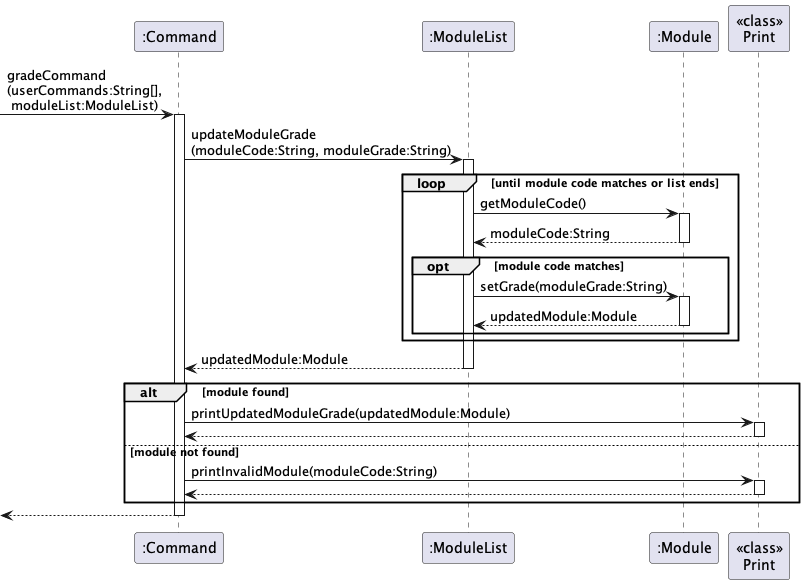 :Command
:ModuleList
:Module
«class»
Print
gradeCommand
(userCommands:String[],
moduleList:ModuleList)
updateModuleGrade
(moduleCode:String, moduleGrade:String)
loop
[until module code matches or list ends]
getModuleCode()
moduleCode:String
opt
[module code matches]
setGrade(moduleGrade:String)
updatedModule:Module
updatedModule:Module
alt
[module found]
printUpdatedModuleGrade(updatedModule:Module)
[module not found]
printInvalidModule(moduleCode:String)
:Command
:ModuleList
:Module
«class»
Print